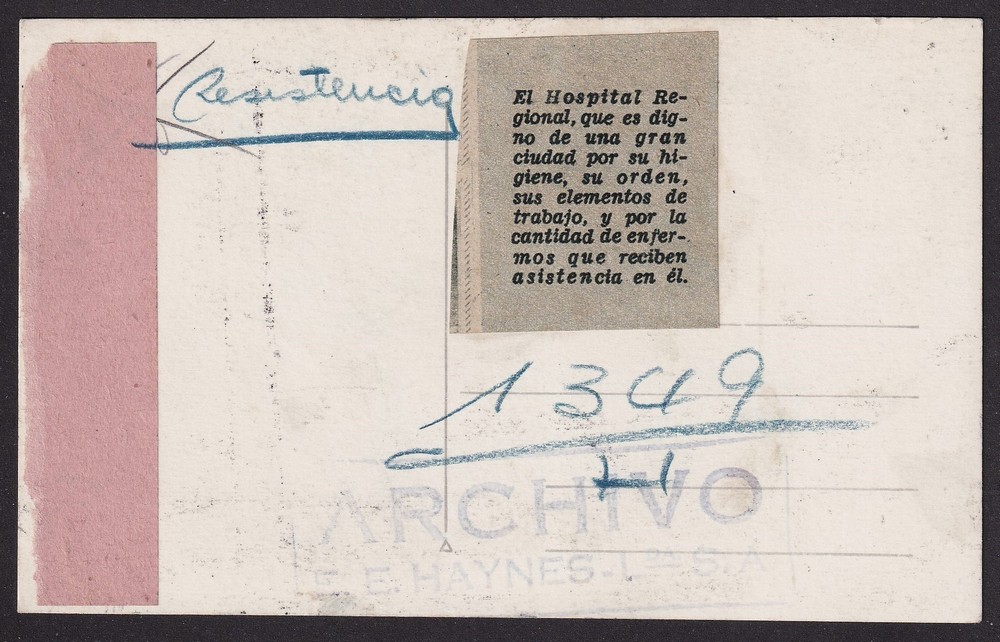 Resistencia
El Hospital Re-
gional, que es dig-
no de una gran
ciudad por su hi-
giene, su orden,
sus elementos de
trabajo, y por la
cantidad de enfer-
mos que reciben
asistencia en él.
1349
H
ARCHIVO
E. HAYNES - Lda S. A